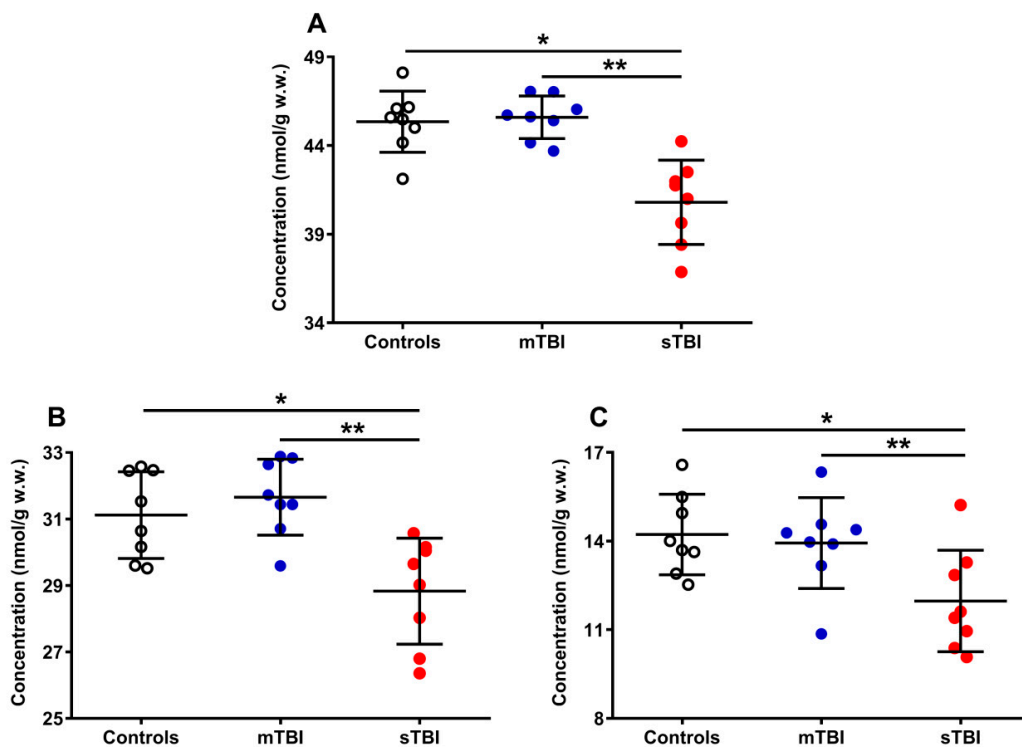 A
*
**
Concentration (nmol/g w.w.)
49
44
39
34
Controls mTBI sTBI
B
*
**
Concentration (nmol/g w.w.)
33
31
29
27
25
Controls mTBI sTBI
C
*
**
Concentration (nmol/g w.w.)
17
14
11
8
Controls mTBI sTBI